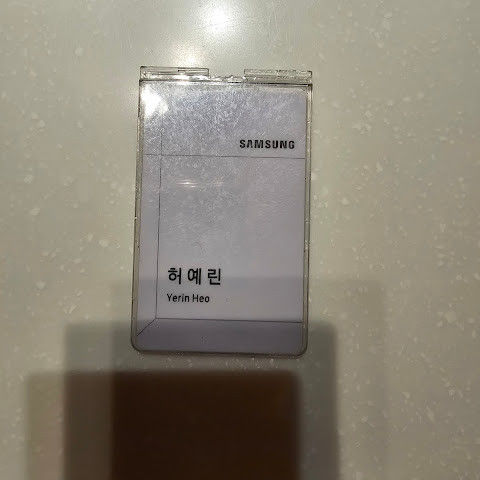 SAMSUNG
허예린
Yerin Heo